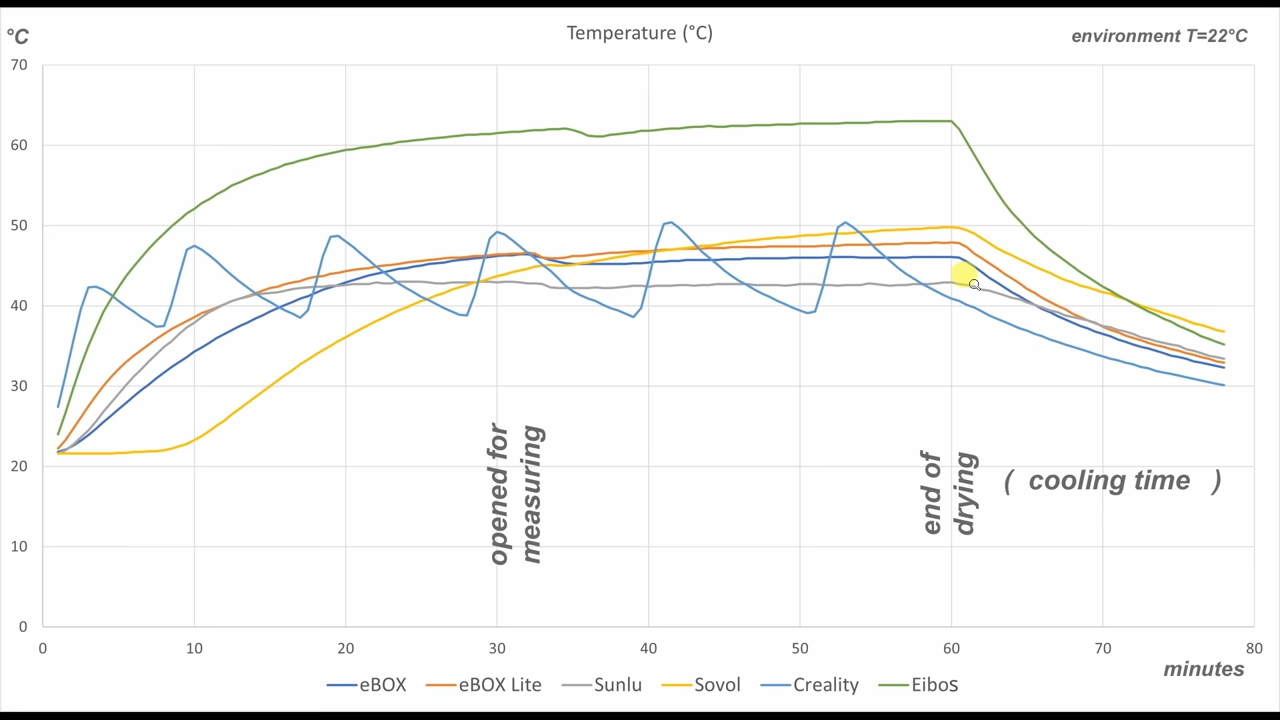 Temperature (°C)
°C
environment T=22°C
70
60
50
40
30
20
10
0
opened for
measuring
end of
drying
( cooling time )
0 10 20 30 40 50 60 70 80
minutes
eBOX eBOX Lite Sunlu Sovol Creality Eibos